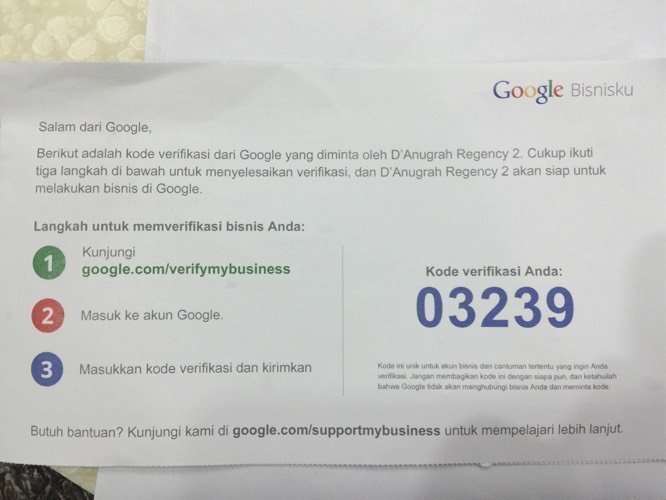 Google Bisnisku
Salam dari Google,
Berikut adalah kode verifikasi dari Google yang diminta oleh D'Anugrah Regency 2. Cukup ikuti
tiga langkah di bawah untuk menyelesaikan verifikasi, dan D'Anugrah Regency 2 akan siap untuk
melakukan bisnis di Google.
Langkah untuk memverifikasi bisnis Anda:
1 Kunjungi
google.com/verifymybusiness
2 Masuk ke akun Google.
3 Masukkan kode verifikasi dan kirimkan
Kode verifikasi Anda:
03239
Kode ini unik untuk akun bisnis dan cantuman tertentu yang ingin Anda
verifikasi. Jangan membagikan kode ini dengan siapa pun, dan ketahuilah
bahwa Google tidak akan menghubungi bisnis Anda dan meminta kode.
Butuh bantuan? Kunjungi kami di google.com/supportmybusiness untuk mempelajari lebih lanjut.